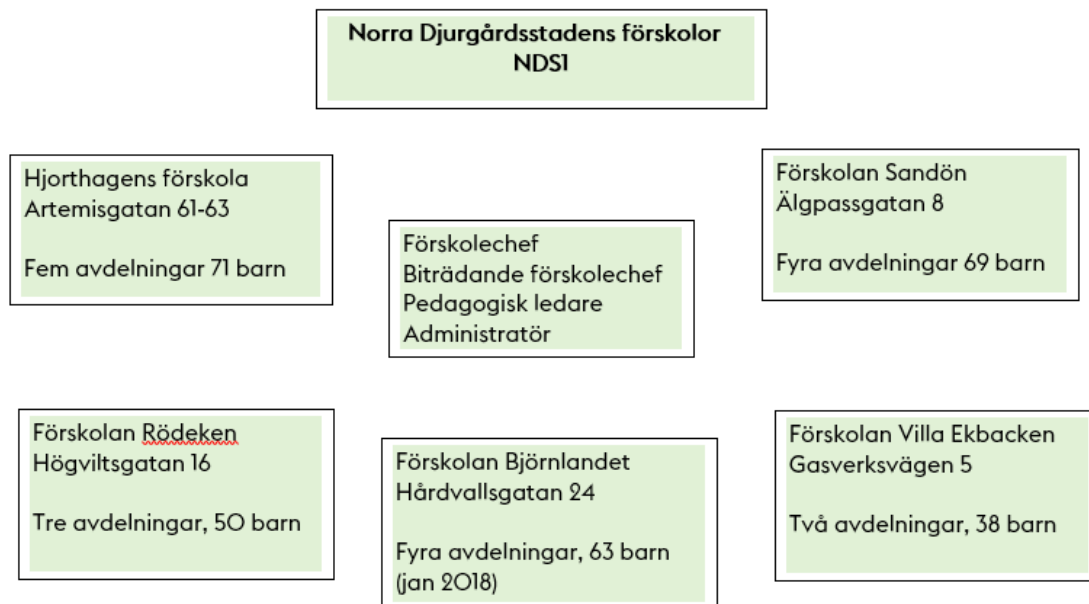 Norra Djurgårdsstadens förskolor
NDS1
Hjorthagens förskola
Artemisgatan 61-63
Fem avdelningar 71 barn
Förskolechef
Biträdande förskolechef
Pedagogisk ledare
Administratör
Förskolan Sandön
Älgpassgatan 8
Fyra avdelningar 69 barn
Förskolan Rödeken
Högviltsgatan 16
Tre avdelningar, 50 barn
Förskolan Björnlandet
Hårdvallsgatan 24
Fyra avdelningar, 63 barn
(jan 2018)
Förskolan Villa Ekbacken
Gasverksvägen 5
Två avdelningar, 38 barn